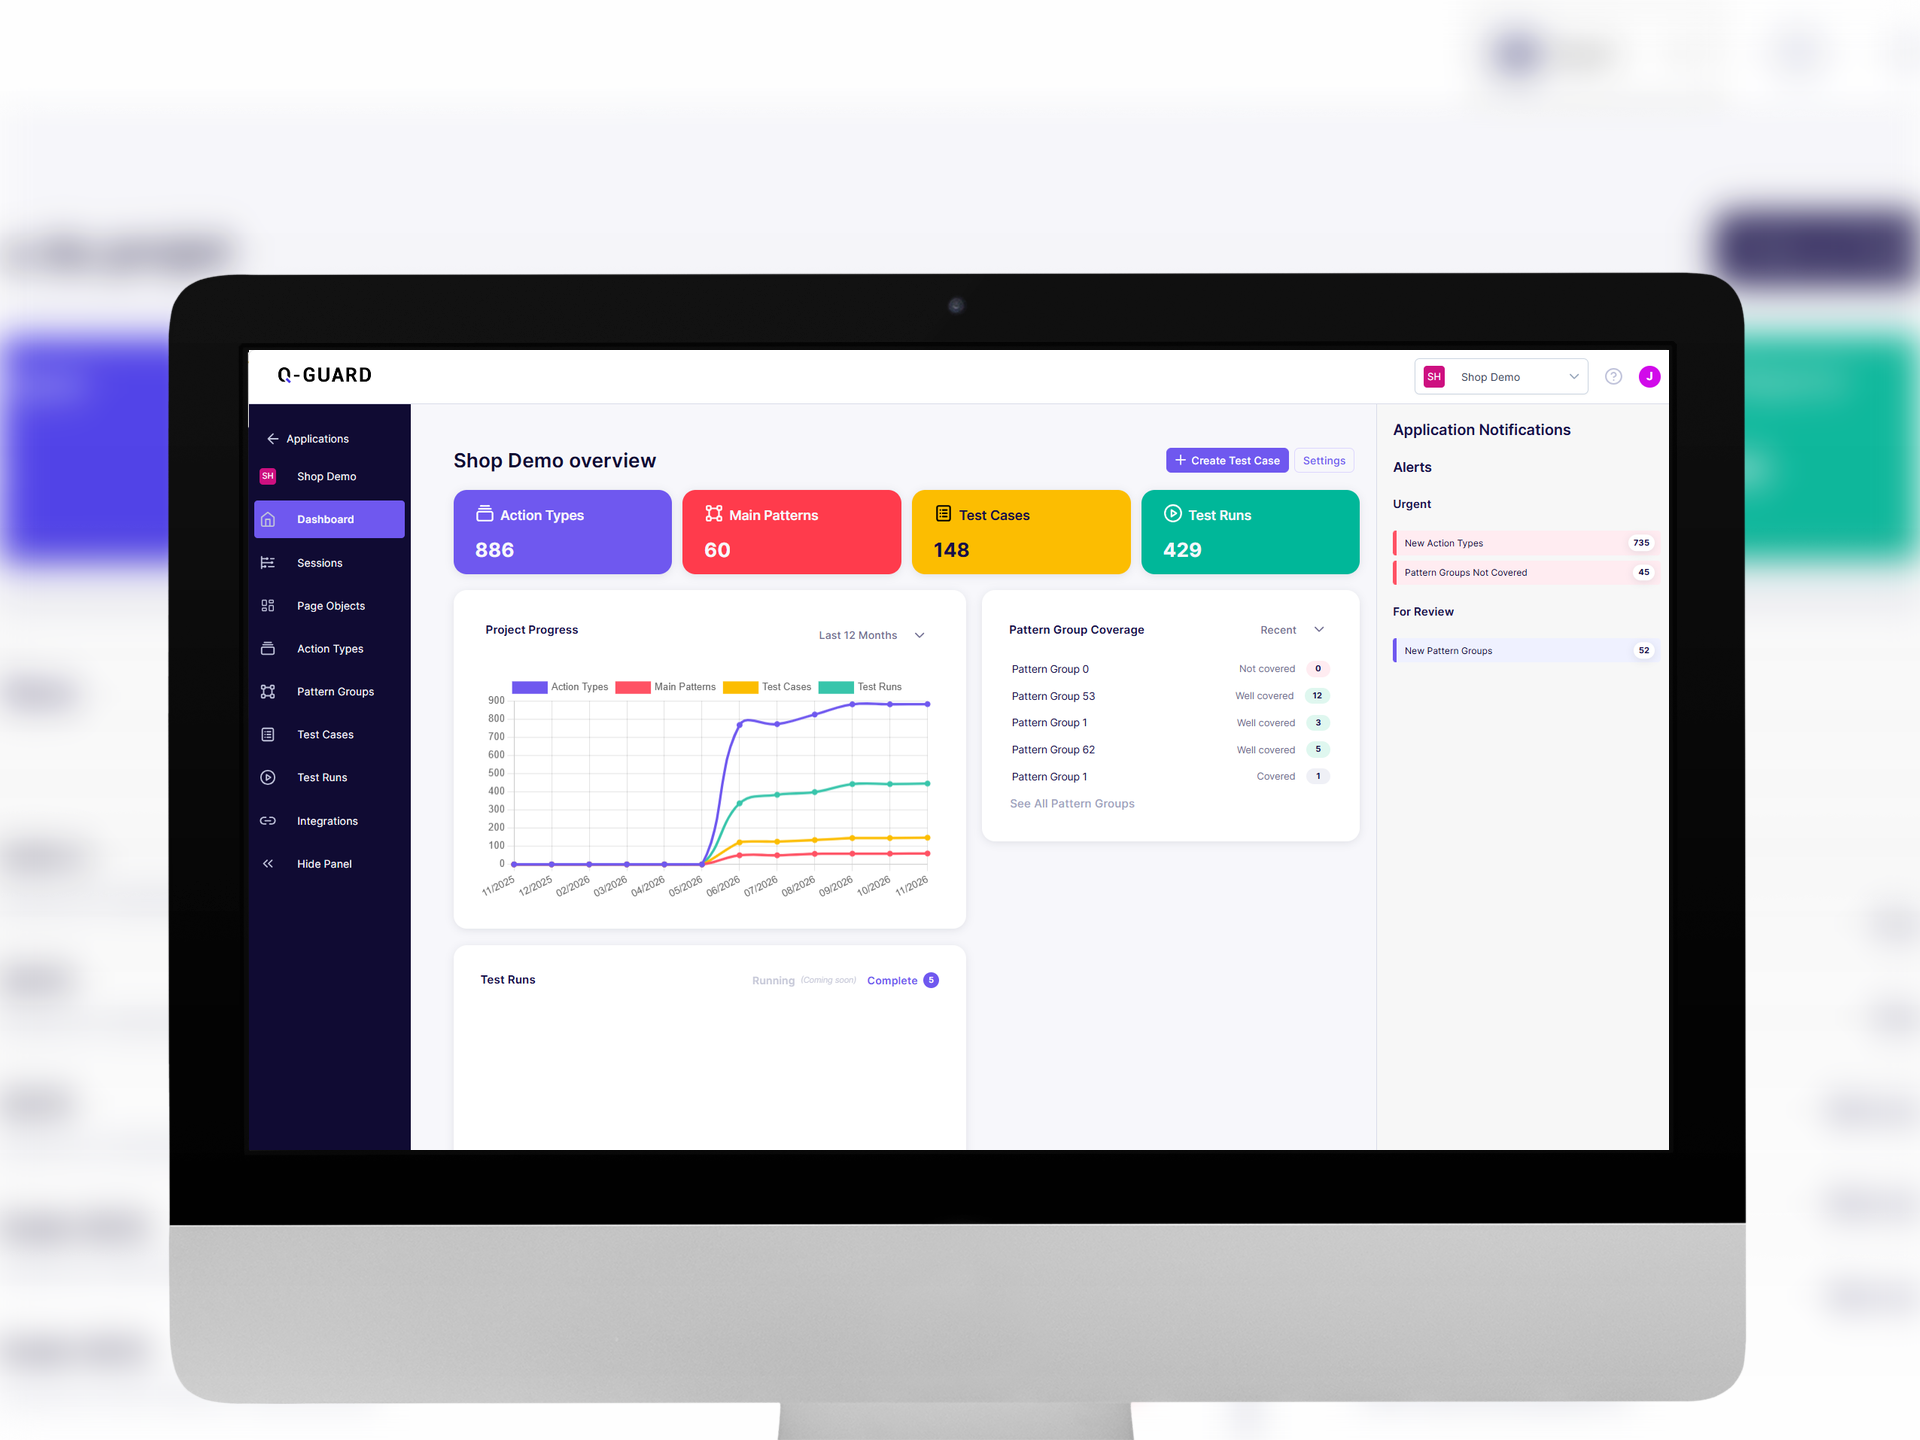 Q-GUARD
SH Shop Demo
J
Applications
SH Shop Demo
Dashboard
Sessions
Page Objects
Action Types
Pattern Groups
Test Cases
Test Runs
Integrations
Hide Panel
Shop Demo overview
+ Create Test Case
Settings
Action Types
886
Main Patterns
60
Test Cases
148
Test Runs
429
Project Progress
Last 12 Months
Action Types Main Patterns Test Cases Test Runs
900
800
700
600
500
400
300
200
100
0
11/2025 12/2025 02/2026 03/2026 04/2026 05/2026 06/2026 07/2026 08/2026 09/2026 10/2026 11/2026
Pattern Group Coverage
Recent
Pattern Group 0 Not covered 0
Pattern Group 53 Well covered 12
Pattern Group 1 Well covered 3
Pattern Group 62 Well covered 5
Pattern Group 1 Covered 1
See All Pattern Groups
Test Runs
Running (Coming soon) Complete 5
Application Notifications
Alerts
Urgent
New Action Types 735
Pattern Groups Not Covered 45
For Review
New Pattern Groups 52